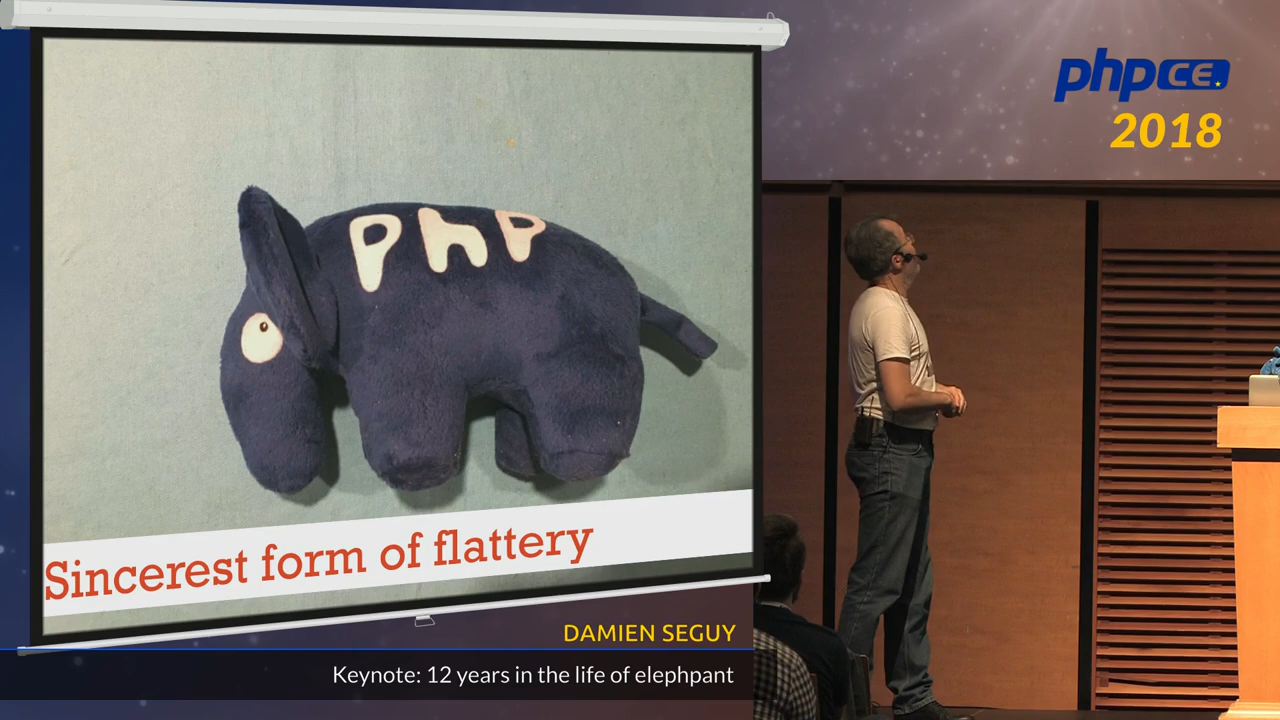 PHP
Sincerest form of flattery
phpce
2018
DAMIEN SEGUY
Keynote: 12 years in the life of elephpant